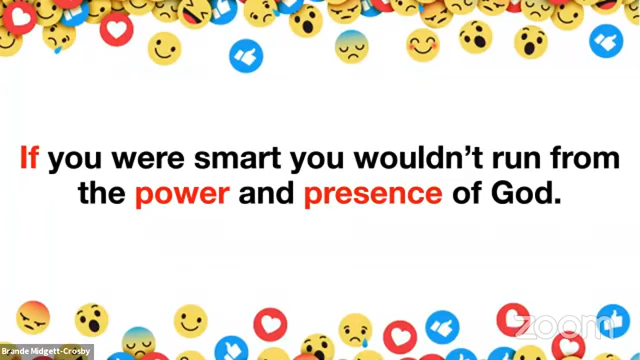 If you were smart you wouldn't run from
the power and presence of God.
Brande Midgett-Crosby
zoom